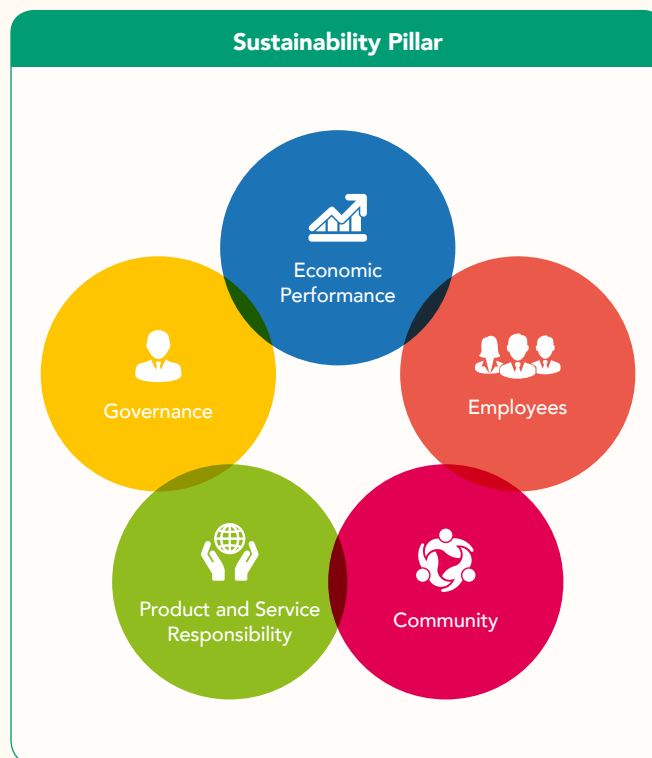 Sustainability Pillar
Economic
Performance
Governance
Employees
Product and Service
Responsibility
Community